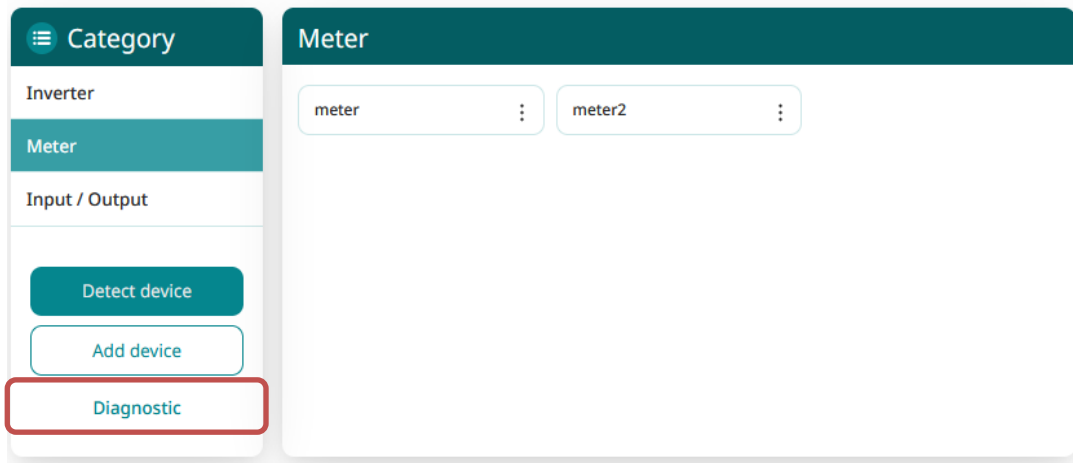 Category
Inverter
Meter
Input / Output
Detect device
Add device
Diagnostic
Meter
meter
meter2